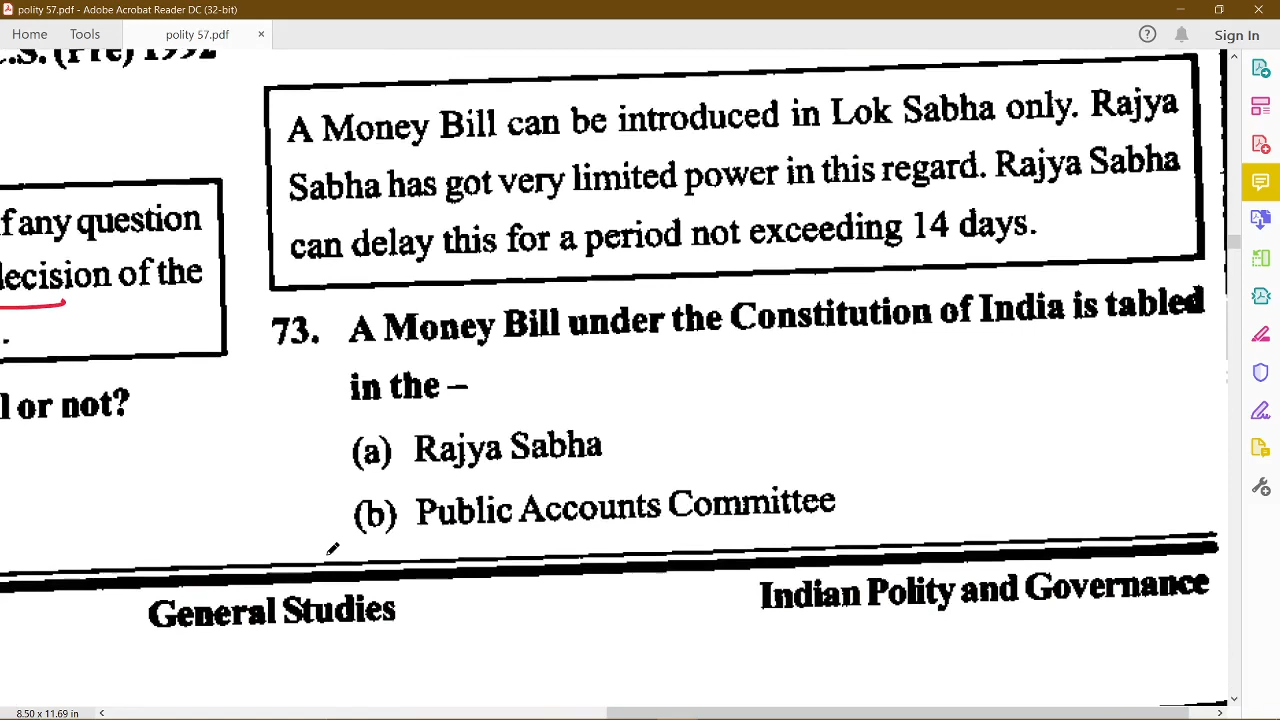 polity 57.pdf - Adobe Acrobat Reader DC (32-bit)
Home Tools polity 57.pdf × ? Sign In
.S. (Pre) 1992
A Money Bill can be introduced in Lok Sabha only. Rajya
Sabha has got very limited power in this regard. Rajya Sabha
can delay this for a period not exceeding 14 days.
f any question
decision of the
.
l or not?
73. A Money Bill under the Constitution of India is tabled
in the –
(a) Rajya Sabha
(b) Public Accounts Committee
General Studies Indian Polity and Governance
8.50 x 11.69 in